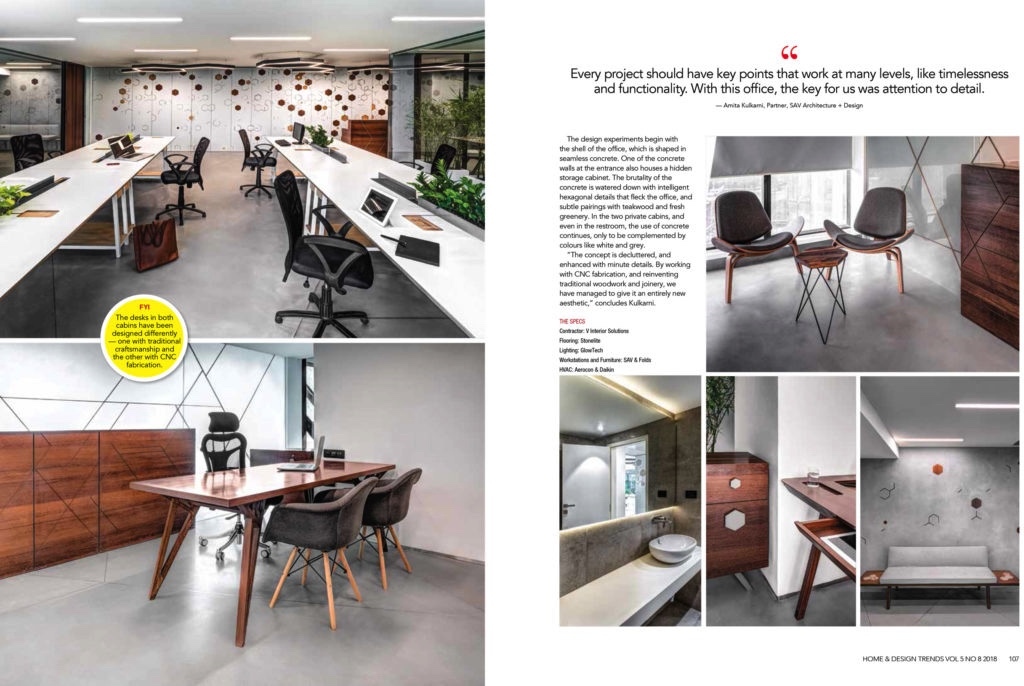 FYI
The desks in both
cabins have been
designed differently
— one with traditional
craftsmanship and
the other with CNC
fabrication.
“
Every project should have key points that work at many levels, like timelessness
and functionality. With this office, the key for us was attention to detail.
— Amita Kulkarni, Partner, SAV Architecture + Design
The design experiments begin with
the shell of the office, which is shaped in
seamless concrete. One of the concrete
walls at the entrance also houses a hidden
storage cabinet. The brutality of the
concrete is watered down with intelligent
hexagonal details that fleck the office, and
subtle pairings with teakwood and fresh
greenery. In the two private cabins, and
even in the restroom, the use of concrete
continues, only to be complemented by
colours like white and grey.
“The concept is decluttered, and
enhanced with minute details. By working
with CNC fabrication, and reinventing
traditional woodwork and joinery, we
have managed to give it an entirely new
aesthetic,” concludes Kulkarni.
THE SPECS
Contractor: V Interior Solutions
Flooring: Stonelite
Lighting: GlowTech
Workstations and Furniture: SAV & Folds
HVAC: Aerocon & Daikin
HOME & DESIGN TRENDS VOL 5 NO 8 2018 107